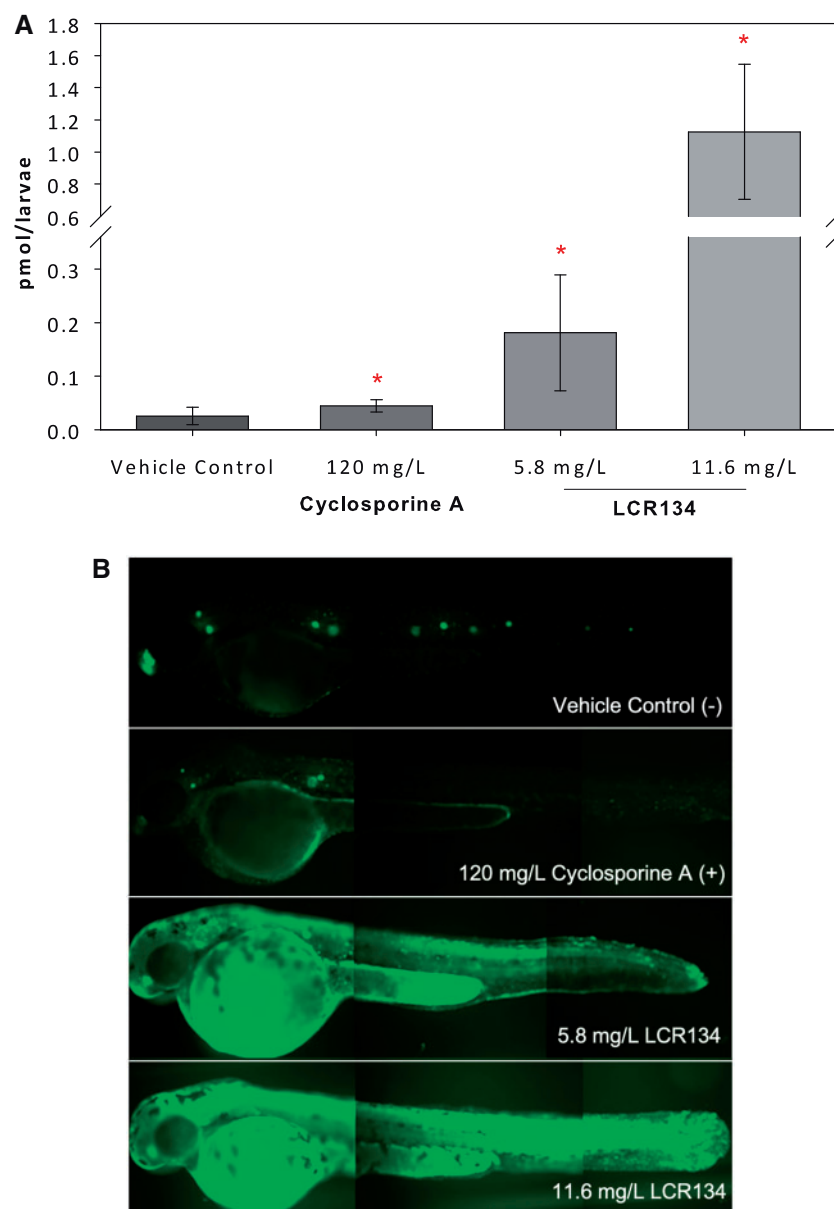 A
1.8
1.6
1.4
1.2
1.0
0.8
0.6
0.3
0.2
0.1
0.0
pmol/larvae
*
*
*
Vehicle Control 120 mg/L 5.8 mg/L 11.6 mg/L
Cyclosporine A LCR134
B
Vehicle Control (-)
120 mg/L Cyclosporine A (+)
5.8 mg/L LCR134
11.6 mg/L LCR134